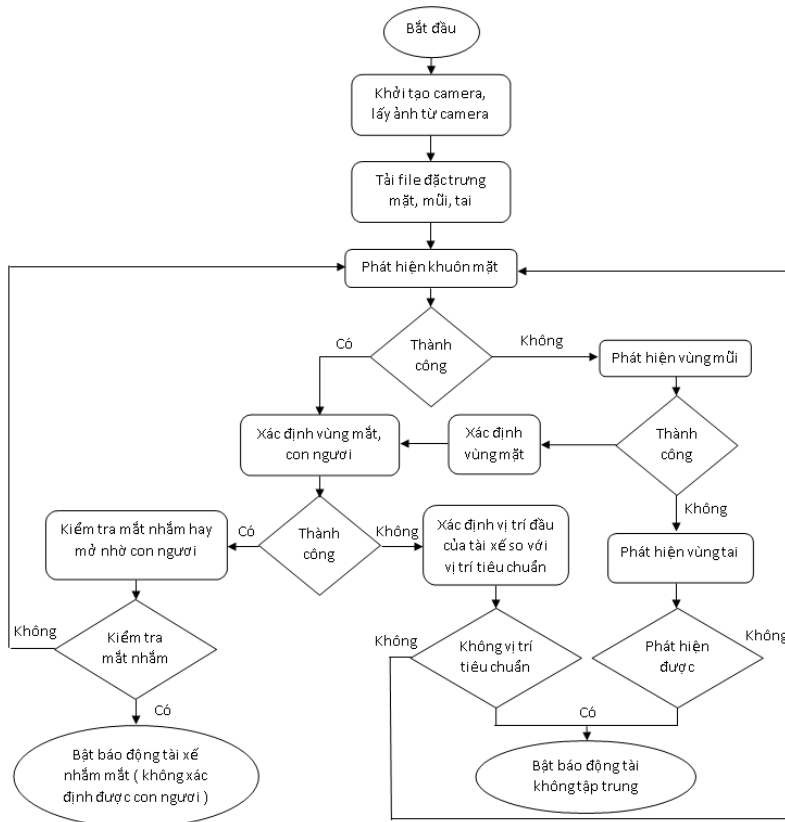 Bắt đầu
Khởi tạo camera,
lấy ảnh từ camera
Tải file đặc trưng
mặt, mũi, tai
Phát hiện khuôn mặt
Có
Thành
công
Không
Phát hiện vùng mũi
Xác định vùng mắt,
con ngươi
Xác định
vùng mặt
Thành
công
Không
Kiểm tra mắt nhắm hay
mở nhờ con ngươi
Có
Thành
công
Không
Xác định vị trí đầu
của tài xế so với
vị trí tiêu chuẩn
Phát hiện vùng tai
Không
Kiểm tra
mắt nhắm
Không
Không vị trí
tiêu chuẩn
Phát hiện
được
Không
Có
Có
Bật báo động tài xế
nhắm mắt ( không xác
định được con ngươi )
Bật báo động tài
không tập trung